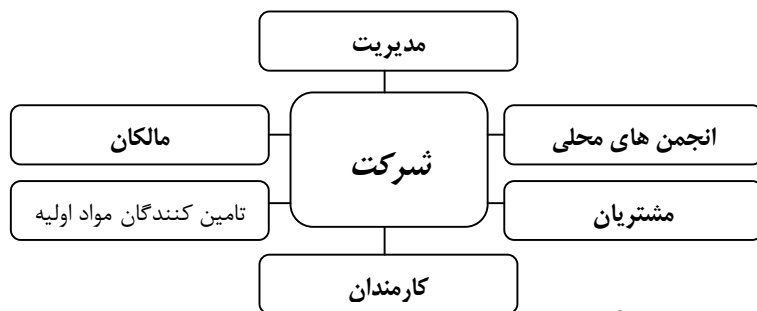 مدیریت
انجمن های محلی
مالکان
شرکت
مشتریان
تامین کنندگان مواد اولیه
کارمندان